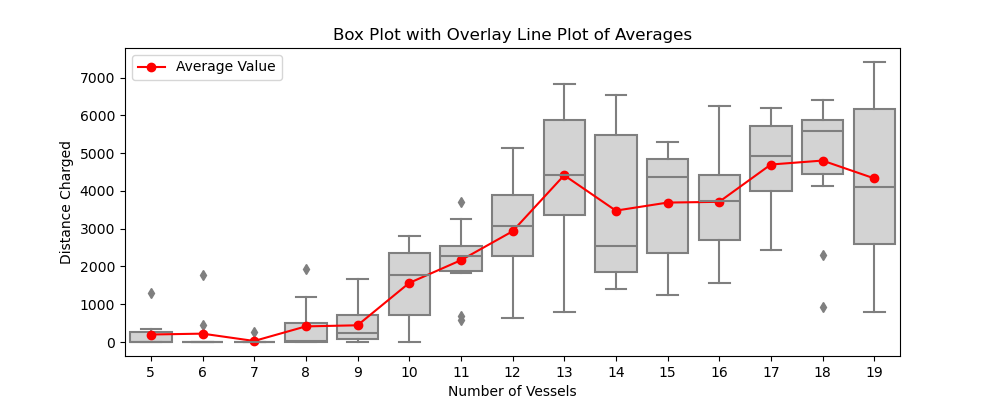 Box Plot with Overlay Line Plot of Averages
Average Value
Distance Charged
7000
6000
5000
4000
3000
2000
1000
0
5 6 7 8 9 10 11 12 13 14 15 16 17 18 19
Number of Vessels